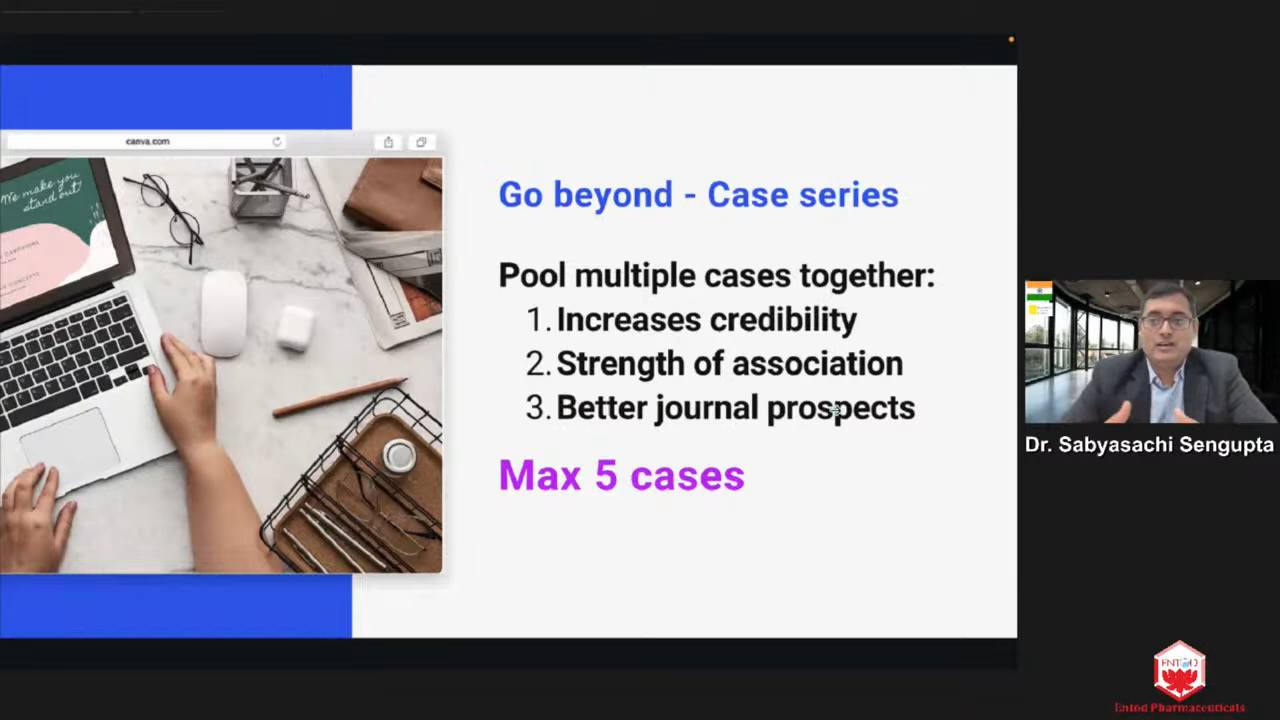 canva.com
We make you
stand out!
Go beyond - Case series
Pool multiple cases together:
1. Increases credibility
2. Strength of association
3. Better journal prospects
Max 5 cases
Dr. Sabyasachi Sengupta
Entod Pharmaceuticals